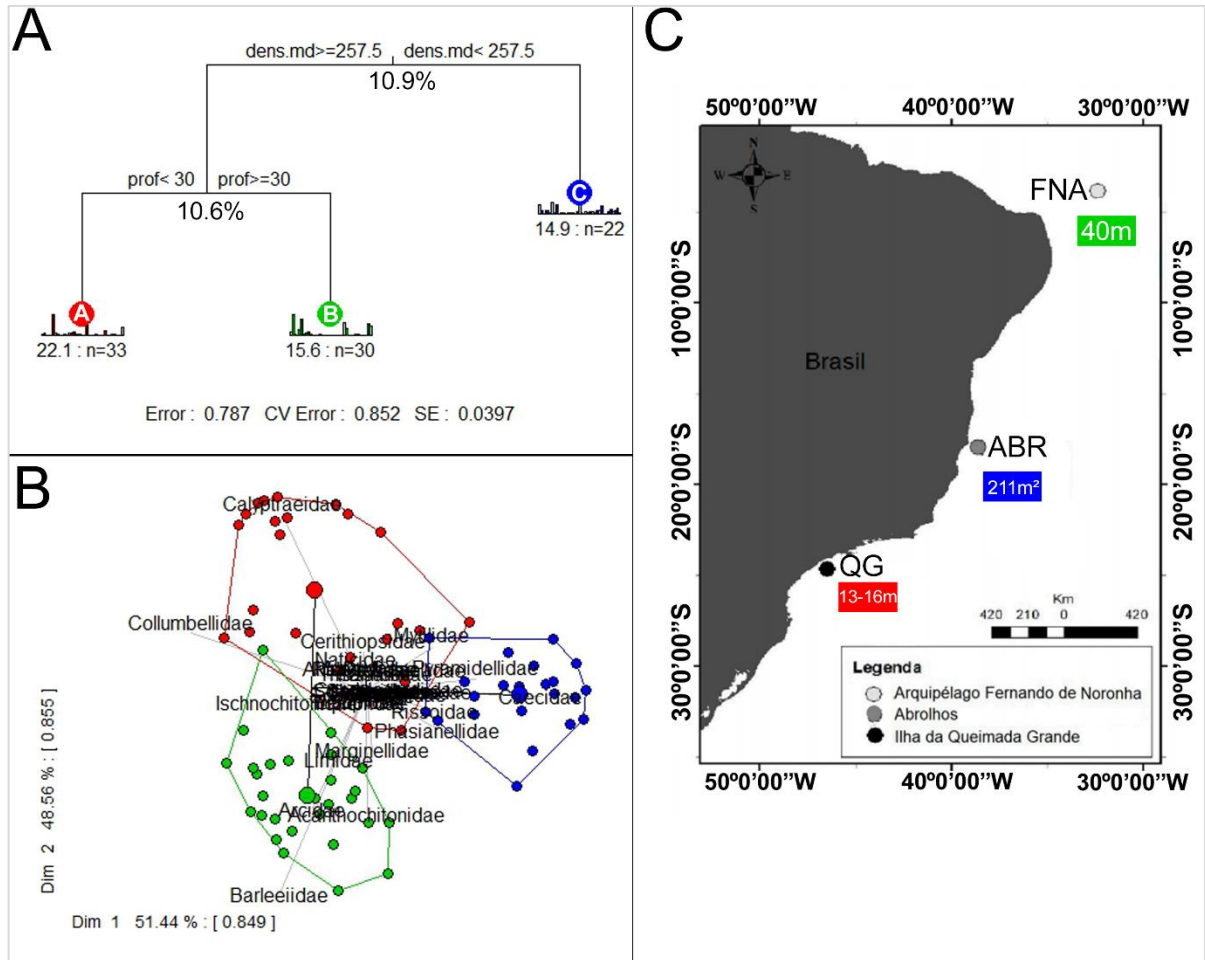 A
dens.md>=257.5 dens.md< 257.5
10.9%
prof< 30 prof>=30
10.6%
C
14.9 : n=22
A
B
22.1 : n=33
15.6 : n=30
Error : 0.787 CV Error : 0.852 SE : 0.0397
B
Calyptraeidae
Collumbellidae
Cerithiopsidae
Pyramidellidae
Caecidae
Rissoidae
Phasianellidae
Marginellidae
Limidae
Arcidae
Acanthochitonidae
Barleeiidae
Dim 2 48.56 % : [ 0.855 ]
Dim 1 51.44 % : [ 0.849 ]
C
50º0'00''W 40º0'00''W 30º0'00''W
N
W E
S
FNA
40m
10º0'00''S 10º0'00''S
Brasil
ABR
211m²
20º0'00''S 20º0'00''S
QG
13-16m
Km
420 210 0 420
30º0'00''S 30º0'00''S
Legenda
Arquipélago Fernando de Noronha
Abrolhos
Ilha da Queimada Grande
50º0'00''W 40º0'00''W 30º0'00''W